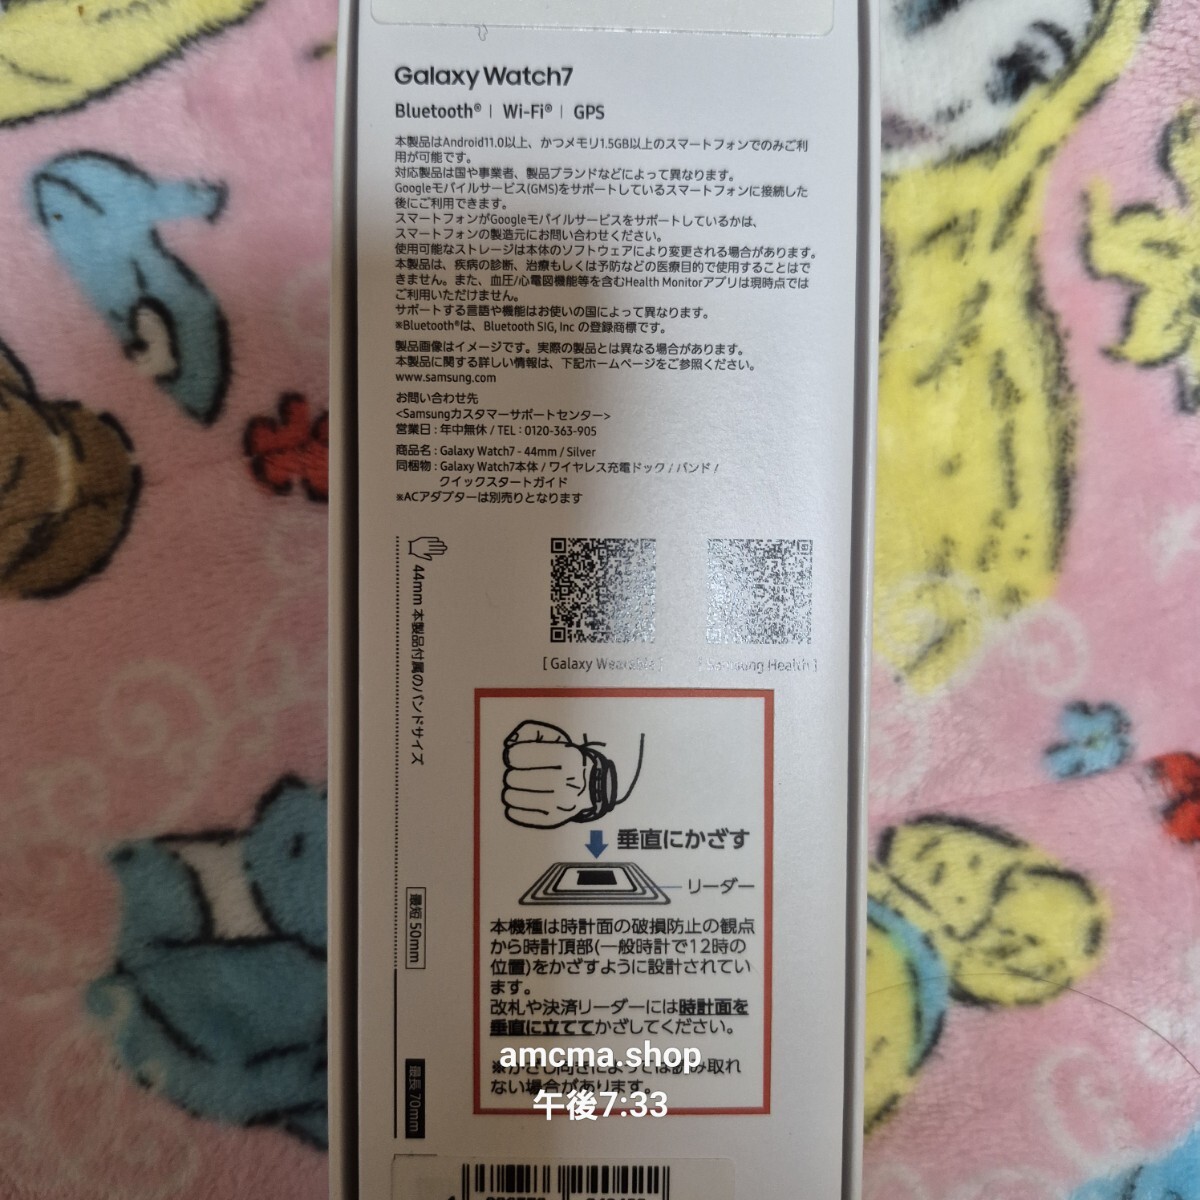 Galaxy Watch7
Bluetooth® | Wi-Fi® | GPS
本製品はAndroid11.0以上、かつメモリ1.5GB以上のスマートフォンでのみご利
用が可能です。
対応製品は国や事業者、製品ブランドなどによって異なります。
Googleモバイルサービス(GMS)をサポートしているスマートフォンに接続した
後にご利用できます。
スマートフォンがGoogleモバイルサービスをサポートしているかは、
スマートフォンの製造元にお問い合わせください。
使用可能なストレージは本体のソフトウェアにより変更される場合があります。
本製品は、疾病の診断、治療もしくは予防などの医療目的で使用することはで
きません。また、血圧/心電図機能等を含むHealth Monitorアプリは現時点では
ご利用いただけません。
サポートする言語や機能はお使いの国によって異なります。
※Bluetooth®は、Bluetooth SIG, Inc の登録商標です。
製品画像はイメージです。実際の製品とは異なる場合があります。
本製品に関する詳しい情報は、下記ホームページをご参照ください。
www.samsung.com
お問い合わせ先
<Samsungカスタマーサポートセンター>
営業日 : 年中無休 / TEL : 0120-363-905
商品名 : Galaxy Watch7 - 44mm / Silver
同梱物 : Galaxy Watch7本体 / ワイヤレス充電ドック / バンド /
クイックスタートガイド
※ACアダプターは別売りとなります
44mm 本製品付属のバンドサイズ
最短 50mm
最長 70mm
[ Galaxy Wearable ]
[ Samsung Health ]
垂直にかざす
リーダー
本機種は時計面の破損防止の観点
から時計頂部(一般時計で12時の
位置)をかざすように設計されてい
ます。
改札や決済リーダーには時計面を
垂直に立ててかざしてください。
※かざし向きによっては読み取れ
ない場合があります。
amcma.shop
午後7:33